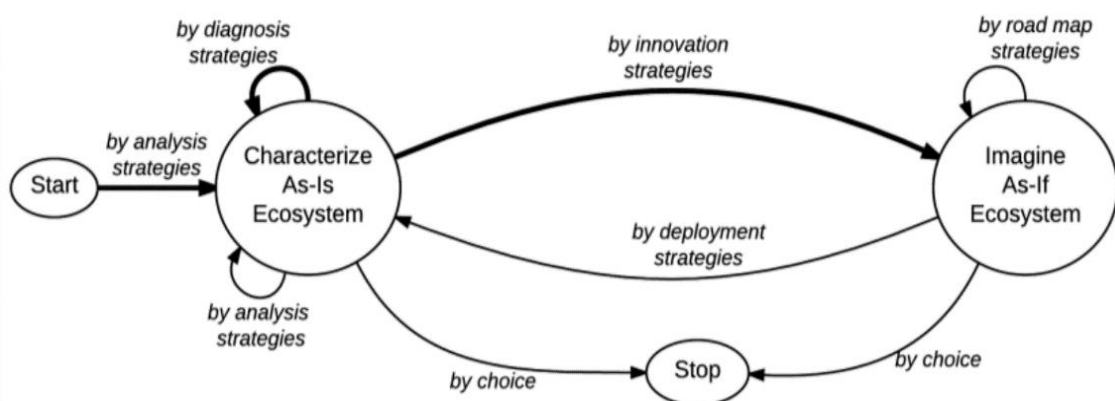 by diagnosis
strategies
by innovation
strategies
by road map
strategies
by analysis
strategies
Start
Characterize
As-Is
Ecosystem
Imagine
As-If
Ecosystem
by deployment
strategies
by analysis
strategies
by choice
Stop
by choice